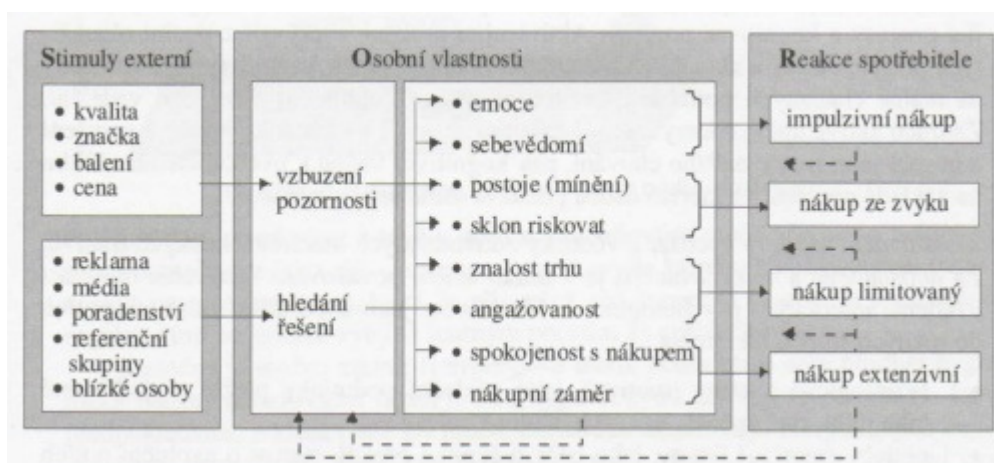 Stimuly externí
• kvalita
• značka
• balení
• cena
• reklama
• média
• poradenství
• referenční
skupiny
• blízké osoby
Osobní vlastnosti
vzbuzení
pozornosti
hledání
řešení
• emoce
• sebevědomí
• postoje (mínění)
• sklon riskovat
• znalost trhu
• angažovanost
• spokojenost s nákupem
• nákupní záměr
Reakce spotřebitele
impulzivní nákup
nákup ze zvyku
nákup limitovaný
nákup extenzivní